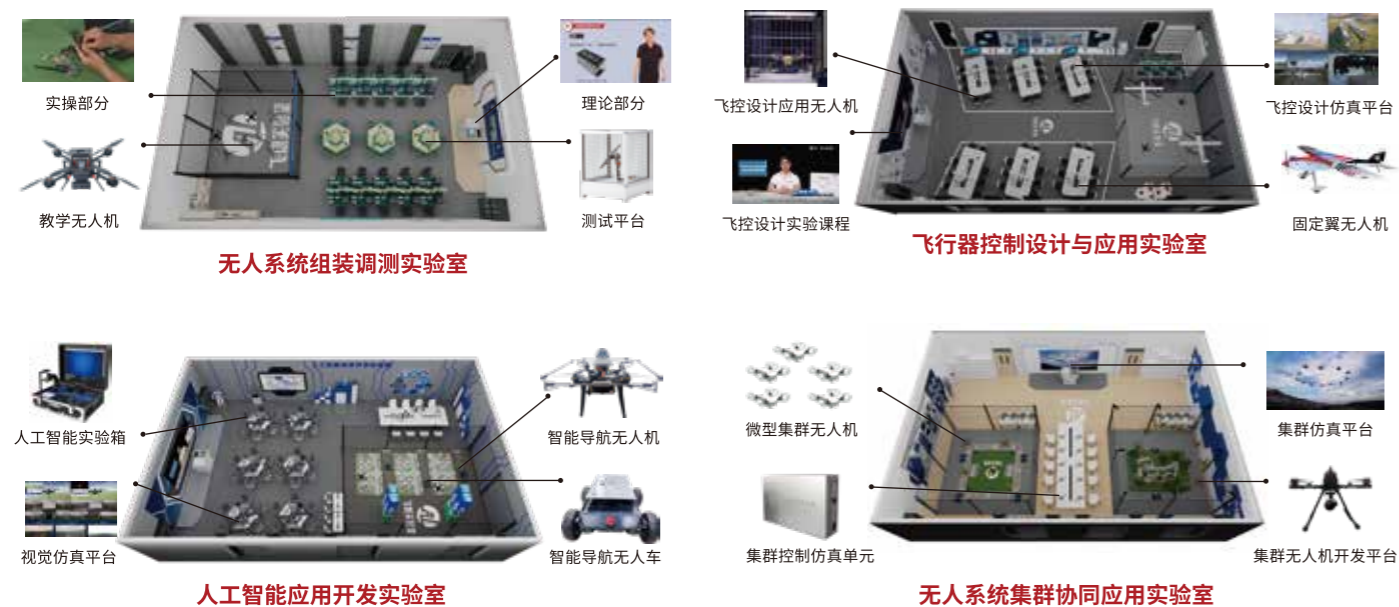 实操部分
理论部分
教学无人机
测试平台
无人系统组装调测实验室
飞控设计应用无人机
飞控设计仿真平台
飞控设计实验课程
固定翼无人机
飞行器控制设计与应用实验室
人工智能实验箱
智能导航无人机
视觉仿真平台
智能导航无人车
人工智能应用开发实验室
微型集群无人机
集群仿真平台
集群控制仿真单元
集群无人机开发平台
无人系统集群协同应用实验室